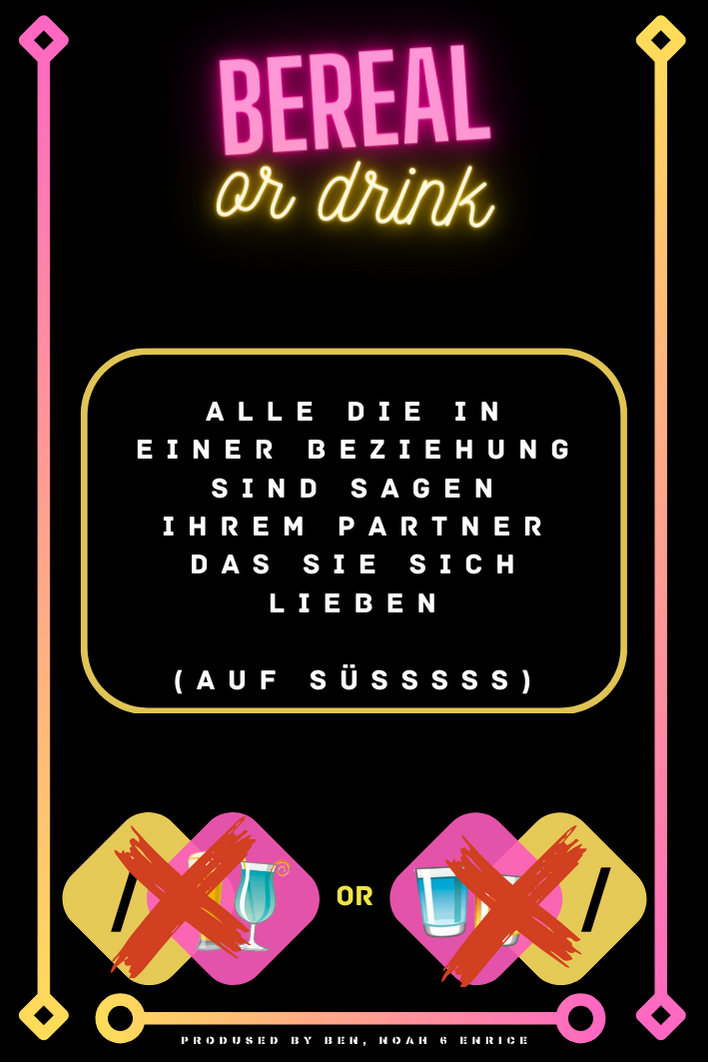 BEREAL
or drink
ALLE DIE IN
EINER BEZIEHUNG
SIND SAGEN
IHREM PARTNER
DAS SIE SICH
LIEBEN
(AUF SÜSSSSS)
/ OR /
PRODUSED BY BEN, NOAH & ENRICE